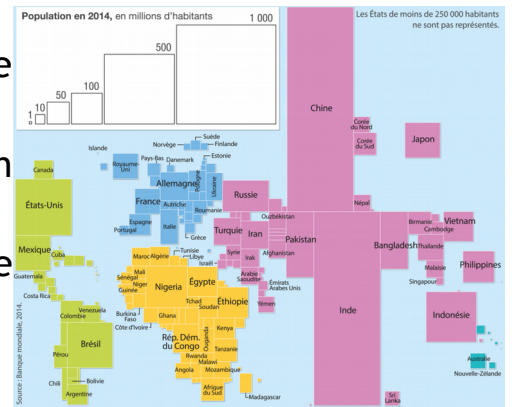 Population en 2014, en millions d'habitants
1 000
500
100
50
10
1
Les États de moins de 250 000 habitants
ne sont pas représentés.
e
n
e
Chine
Corée
du Nord
Corée
du Sud
Japon
Islande
Norvège
Suède
Finlande
Royaume-
Uni
Pays-Bas
Danemark
Estonie
Canada
Allemagne
Pologne
Ukraine
États-Unis
France
Autriche
Roumanie
Russie
Népal
Espagne
Portugal
Italie
Grèce
Ouzbékistan
Turquie
Iran
Pakistan
Birmanie
Vietnam
Cambodge
Bangladesh
Thaïlande
Mexique
Cuba
Maroc
Algérie
Tunisie
Libye
Israël
Syrie
Irak
Afghanistan
Malaisie
Philippines
Guatemala
Costa Rica
Sénégal
Mali
Niger
Guinée
Nigeria
Égypte
Arabie
Saoudite
Émirats
Arabes Unis
Singapour
Venezuela
Colombie
Burkina
Faso
Côte d'Ivoire
Ghana
Tchad
Soudan
Éthiopie
Yémen
Inde
Indonésie
Brésil
Pérou
Rép. Dém.
du Congo
Ouganda
Kenya
Rwanda
Tanzanie
Malawi
Angola
Mozambique
Australie
Nouvelle-Zélande
Chili
Bolivie
Argentine
Afrique
du Sud
Madagascar
Sri
Lanka
Source : Banque mondiale, 2014.